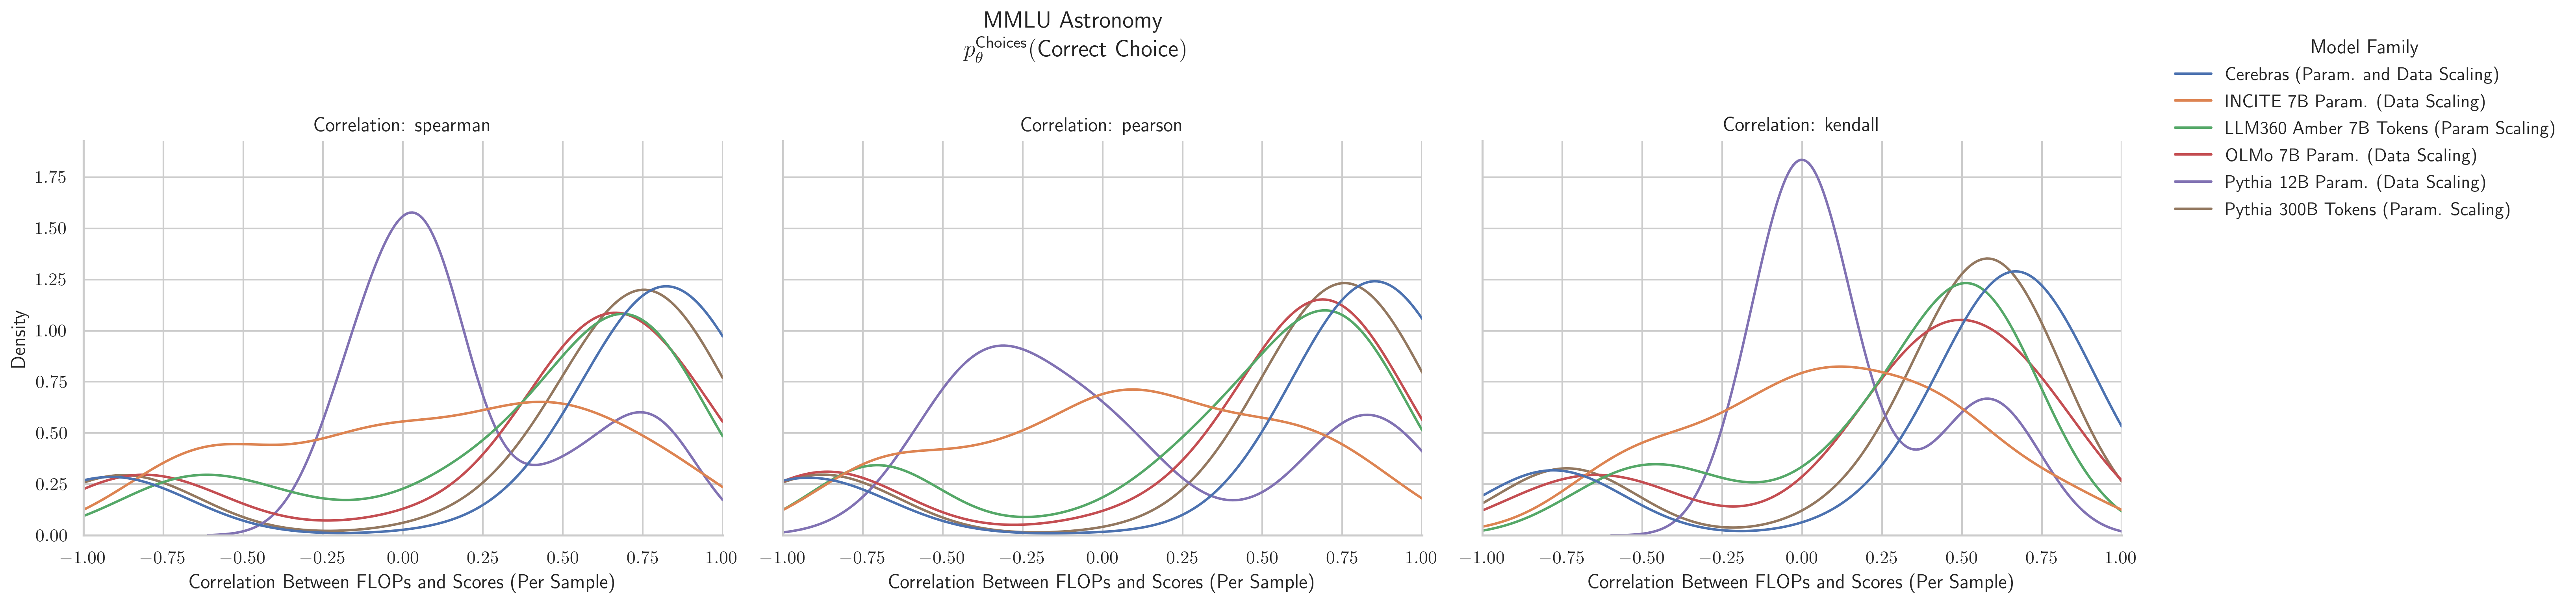 MMLU Astronomy
$p_{\theta}^{\text{Choices}}$(Correct Choice)
Model Family
Cerebras (Param. and Data Scaling)
INCITE 7B Param. (Data Scaling)
LLM360 Amber 7B Tokens (Param Scaling)
OLMo 7B Param. (Data Scaling)
Pythia 12B Param. (Data Scaling)
Pythia 300B Tokens (Param. Scaling)
Correlation: spearman
Correlation: pearson
Correlation: kendall
Density
1.75
1.50
1.25
1.00
0.75
0.50
0.25
0.00
−1.00 −0.75 −0.50 −0.25 0.00 0.25 0.50 0.75 1.00
−1.00 −0.75 −0.50 −0.25 0.00 0.25 0.50 0.75 1.00
−1.00 −0.75 −0.50 −0.25 0.00 0.25 0.50 0.75 1.00
Correlation Between FLOPs and Scores (Per Sample)
Correlation Between FLOPs and Scores (Per Sample)
Correlation Between FLOPs and Scores (Per Sample)